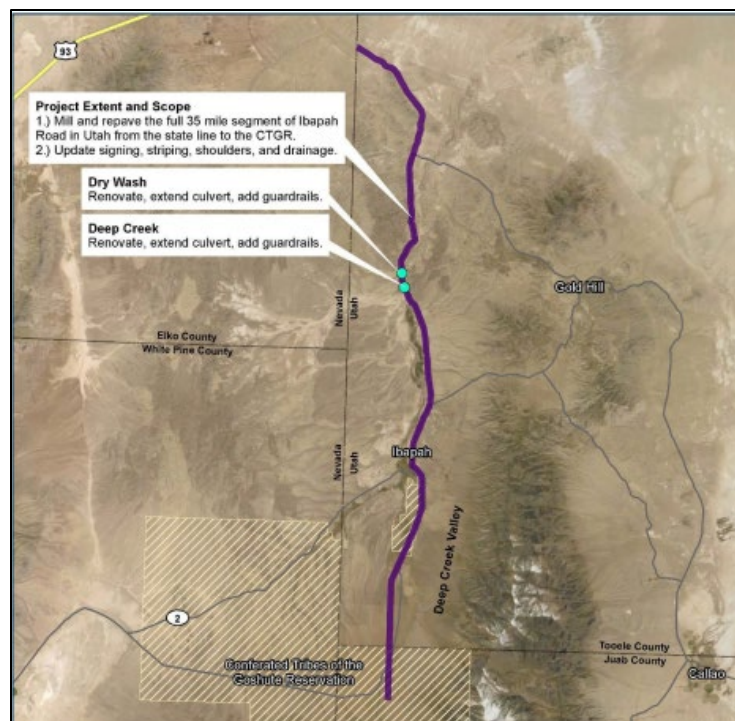 93
Project Extent and Scope
1.) Mill and repave the full 35 mile segment of Ibapah
Road in Utah from the state line to the CTGR.
2.) Update signing, striping, shoulders, and drainage.
Dry Wash
Renovate, extend culvert, add guardrails.
Deep Creek
Renovate, extend culvert, add guardrails.
Gold Hill
Nevada
Utah
Elko County
White Pine County
Nevada
Utah
Ibapah
Deep Creek Valley
2
Tooele County
Juab County
Conferated Tribes of the
Goshute Reservation
Callao